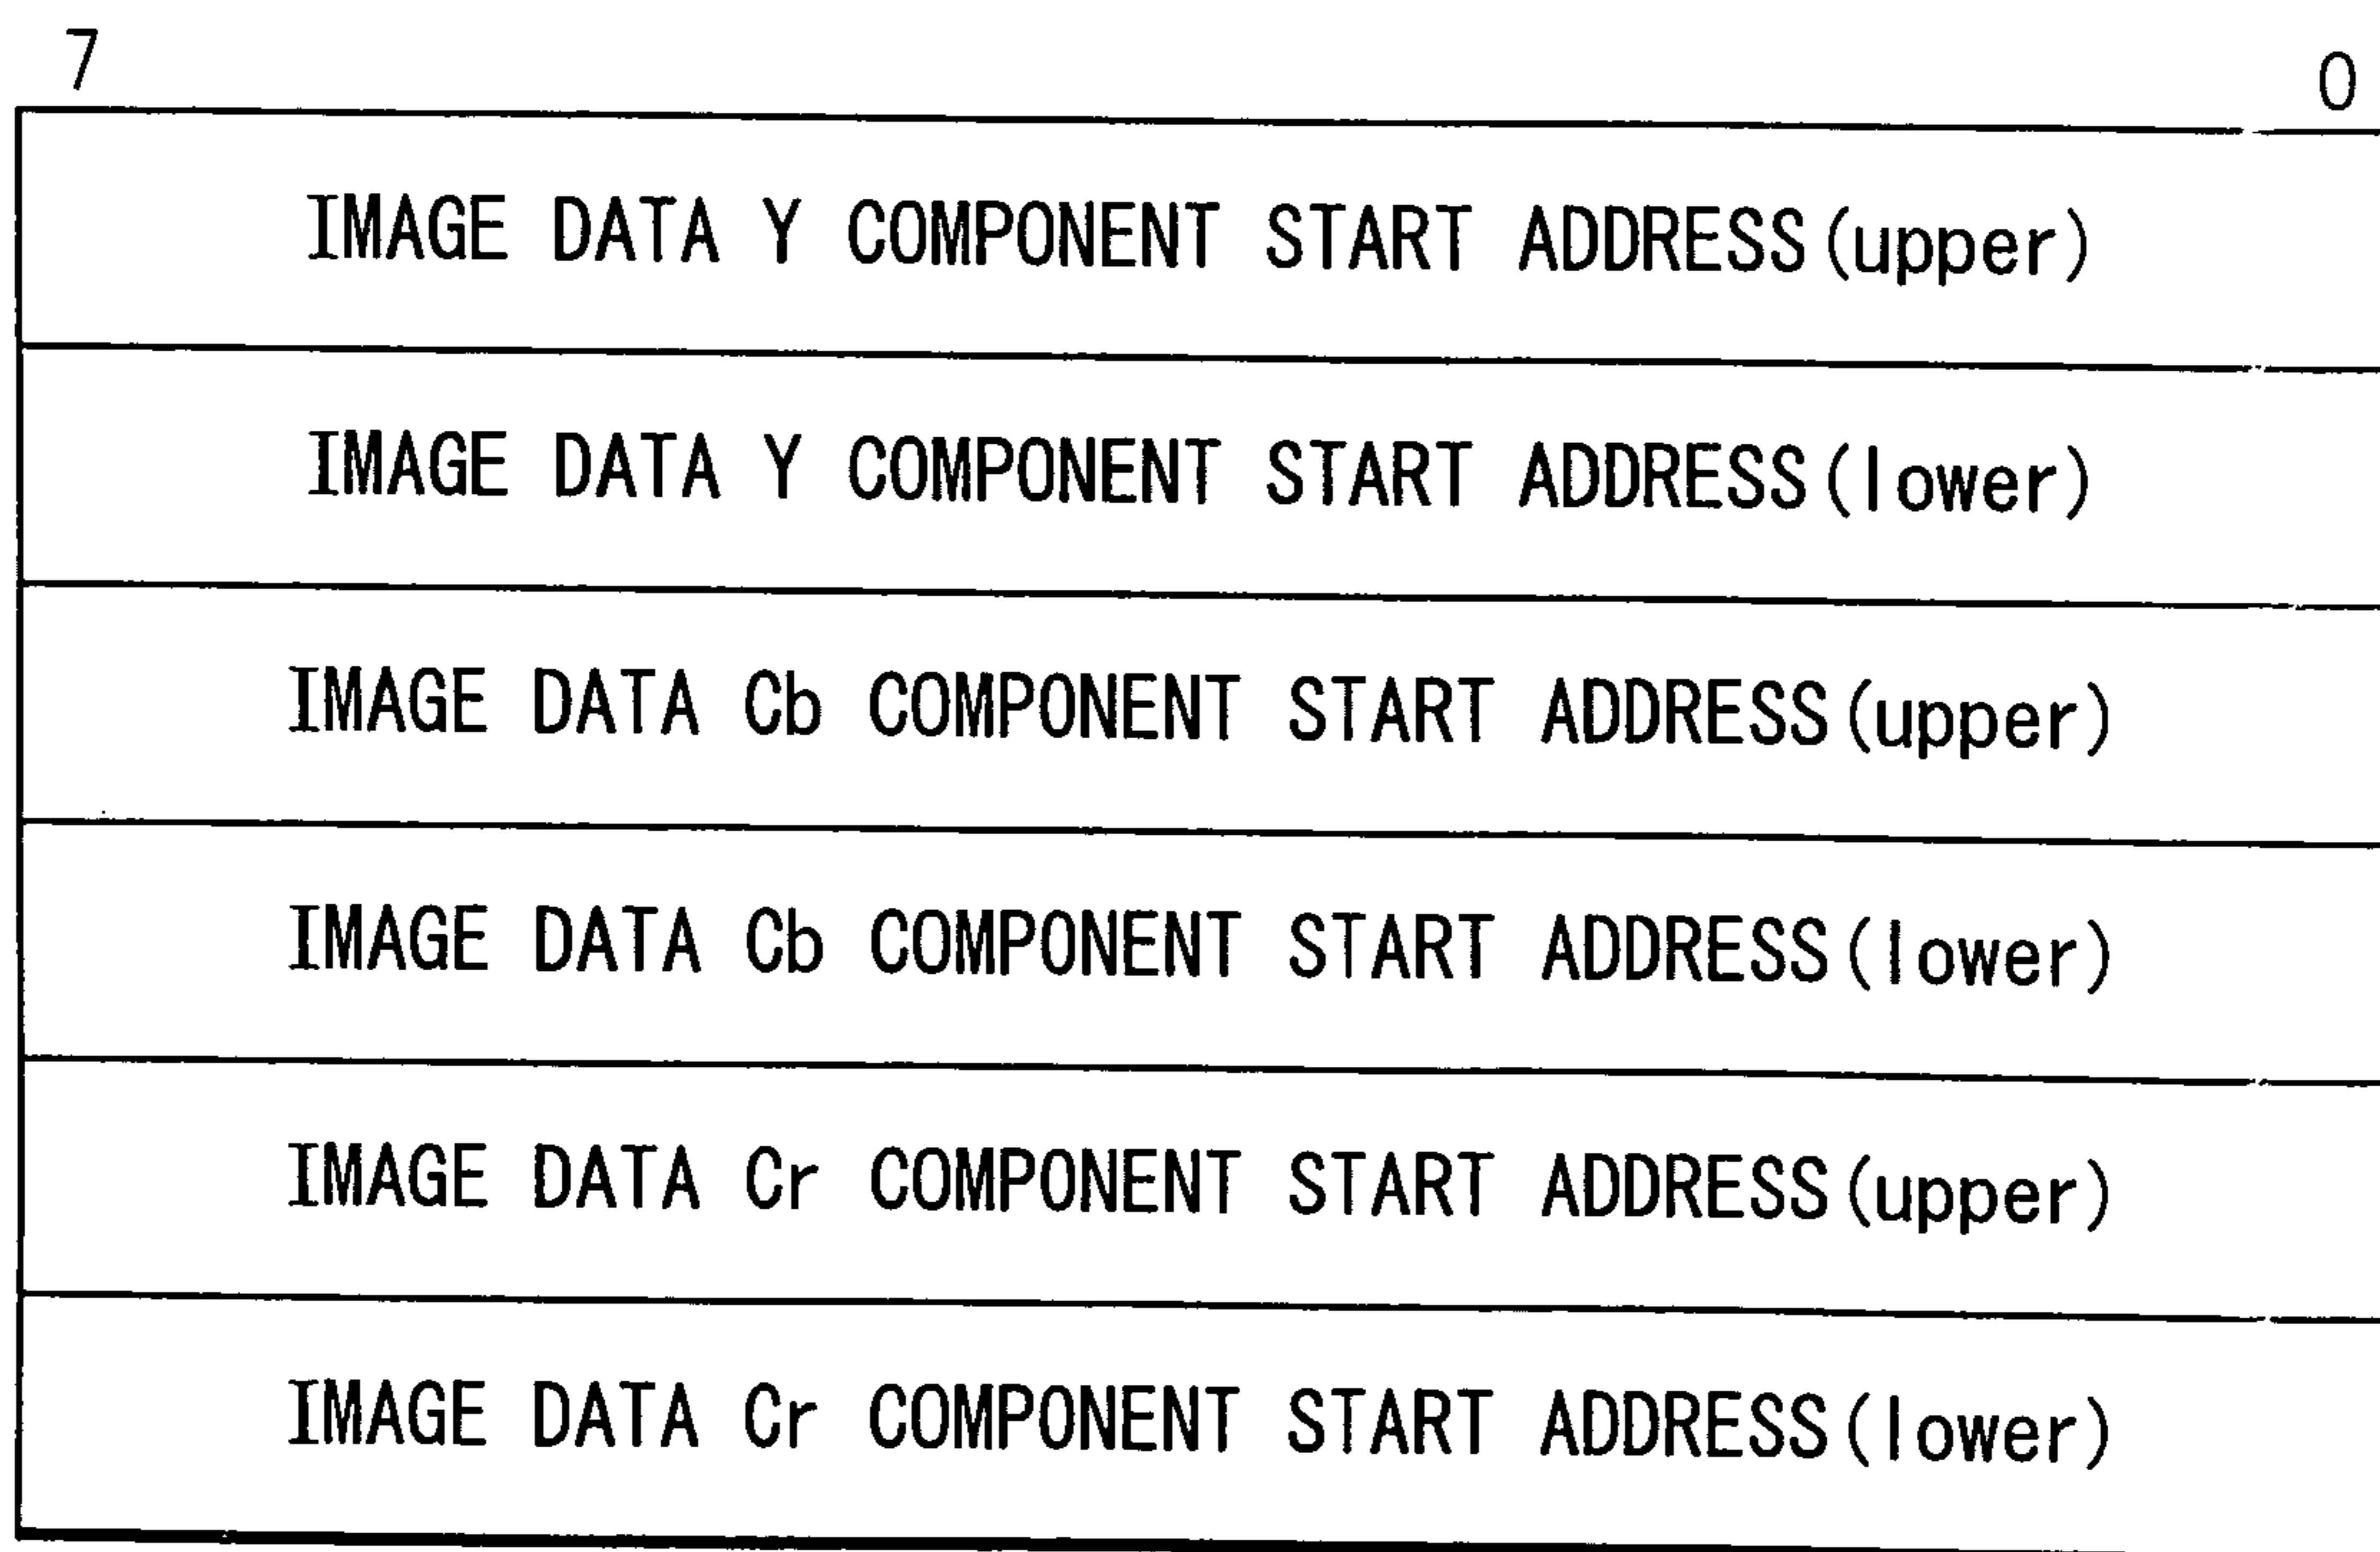 7 0
IMAGE DATA Y COMPONENT START ADDRESS(upper)
IMAGE DATA Y COMPONENT START ADDRESS(lower)
IMAGE DATA Cb COMPONENT START ADDRESS(upper)
IMAGE DATA Cb COMPONENT START ADDRESS(lower)
IMAGE DATA Cr COMPONENT START ADDRESS(upper)
IMAGE DATA Cr COMPONENT START ADDRESS(lower)